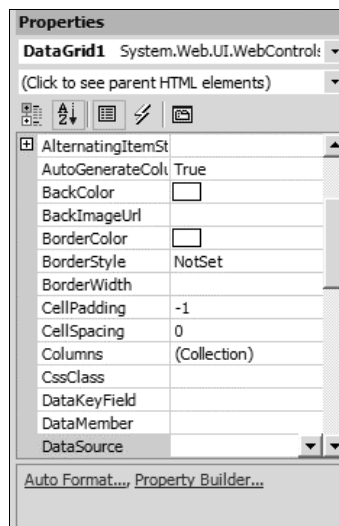 Properties
DataGrid1 System.Web.UI.WebControls
(Click to see parent HTML elements)
AlternatingItemSt
AutoGenerateColu True
BackColor
BackImageUrl
BorderColor
BorderStyle NotSet
BorderWidth
CellPadding -1
CellSpacing 0
Columns (Collection)
CssClass
DataKeyField
DataMember
DataSource
Auto Format..., Property Builder...